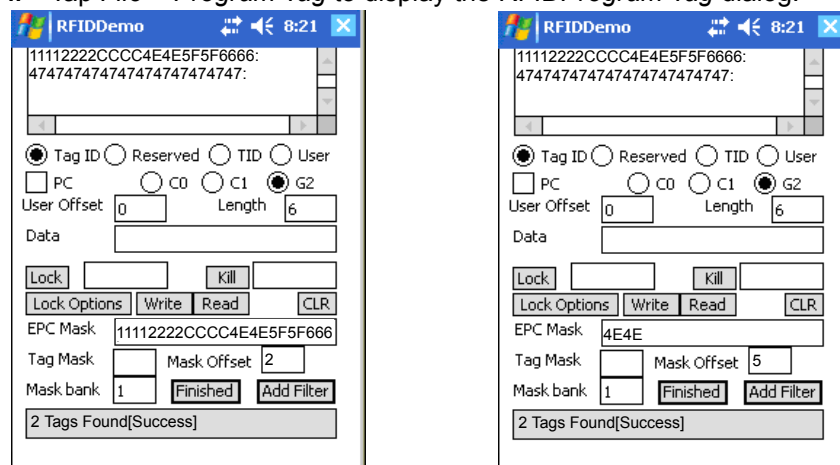 Tap File Program Tag to display the RFIDProgram Tag dialog.
RFIDDemo 8:21
11112222CCCC4E4E5F5F6666:
474747474747474747474747:
Tag ID Reserved TID User
PC C0 C1 G2
User Offset 0 Length 6
Data
Lock Kill
Lock Options Write Read CLR
EPC Mask 11112222CCCC4E4E5F5F666
Tag Mask Mask Offset 2
Mask bank 1 Finished Add Filter
2 Tags Found[Success]
RFIDDemo 8:21
11112222CCCC4E4E5F5F6666:
474747474747474747474747:
Tag ID Reserved TID User
PC C0 C1 G2
User Offset 0 Length 6
Data
Lock Kill
Lock Options Write Read CLR
EPC Mask 4E4E
Tag Mask Mask Offset 5
Mask bank 1 Finished Add Filter
2 Tags Found[Success]